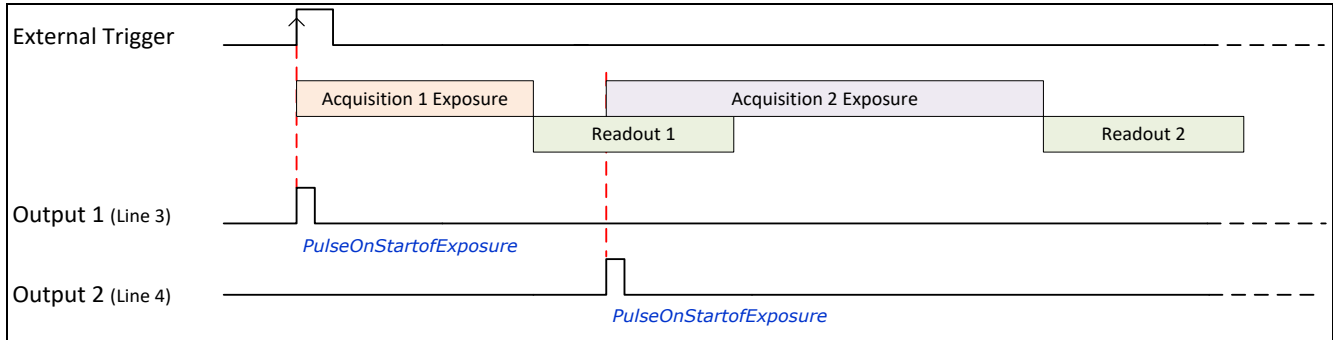 External Trigger
Acquisition 1 Exposure
Acquisition 2 Exposure
Readout 1
Readout 2
Output 1 (Line 3)
PulseOnStartofExposure
Output 2 (Line 4)
PulseOnStartofExposure